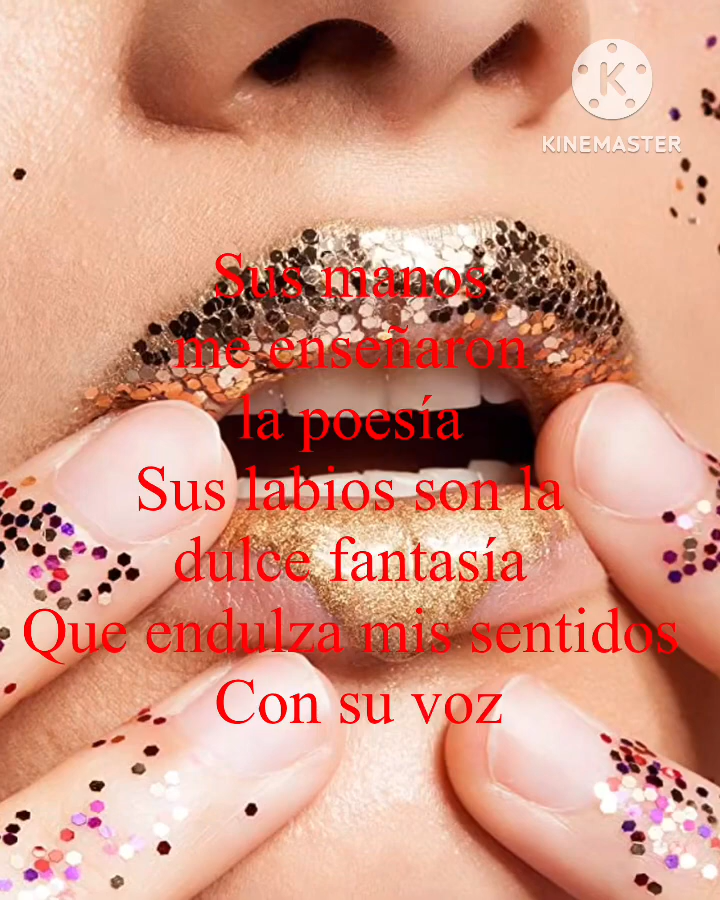 KINEMASTER
Sus manos
me enseñaron
la poesía
Sus labios son la
dulce fantasía
Que endulza mis sentidos
Con su voz